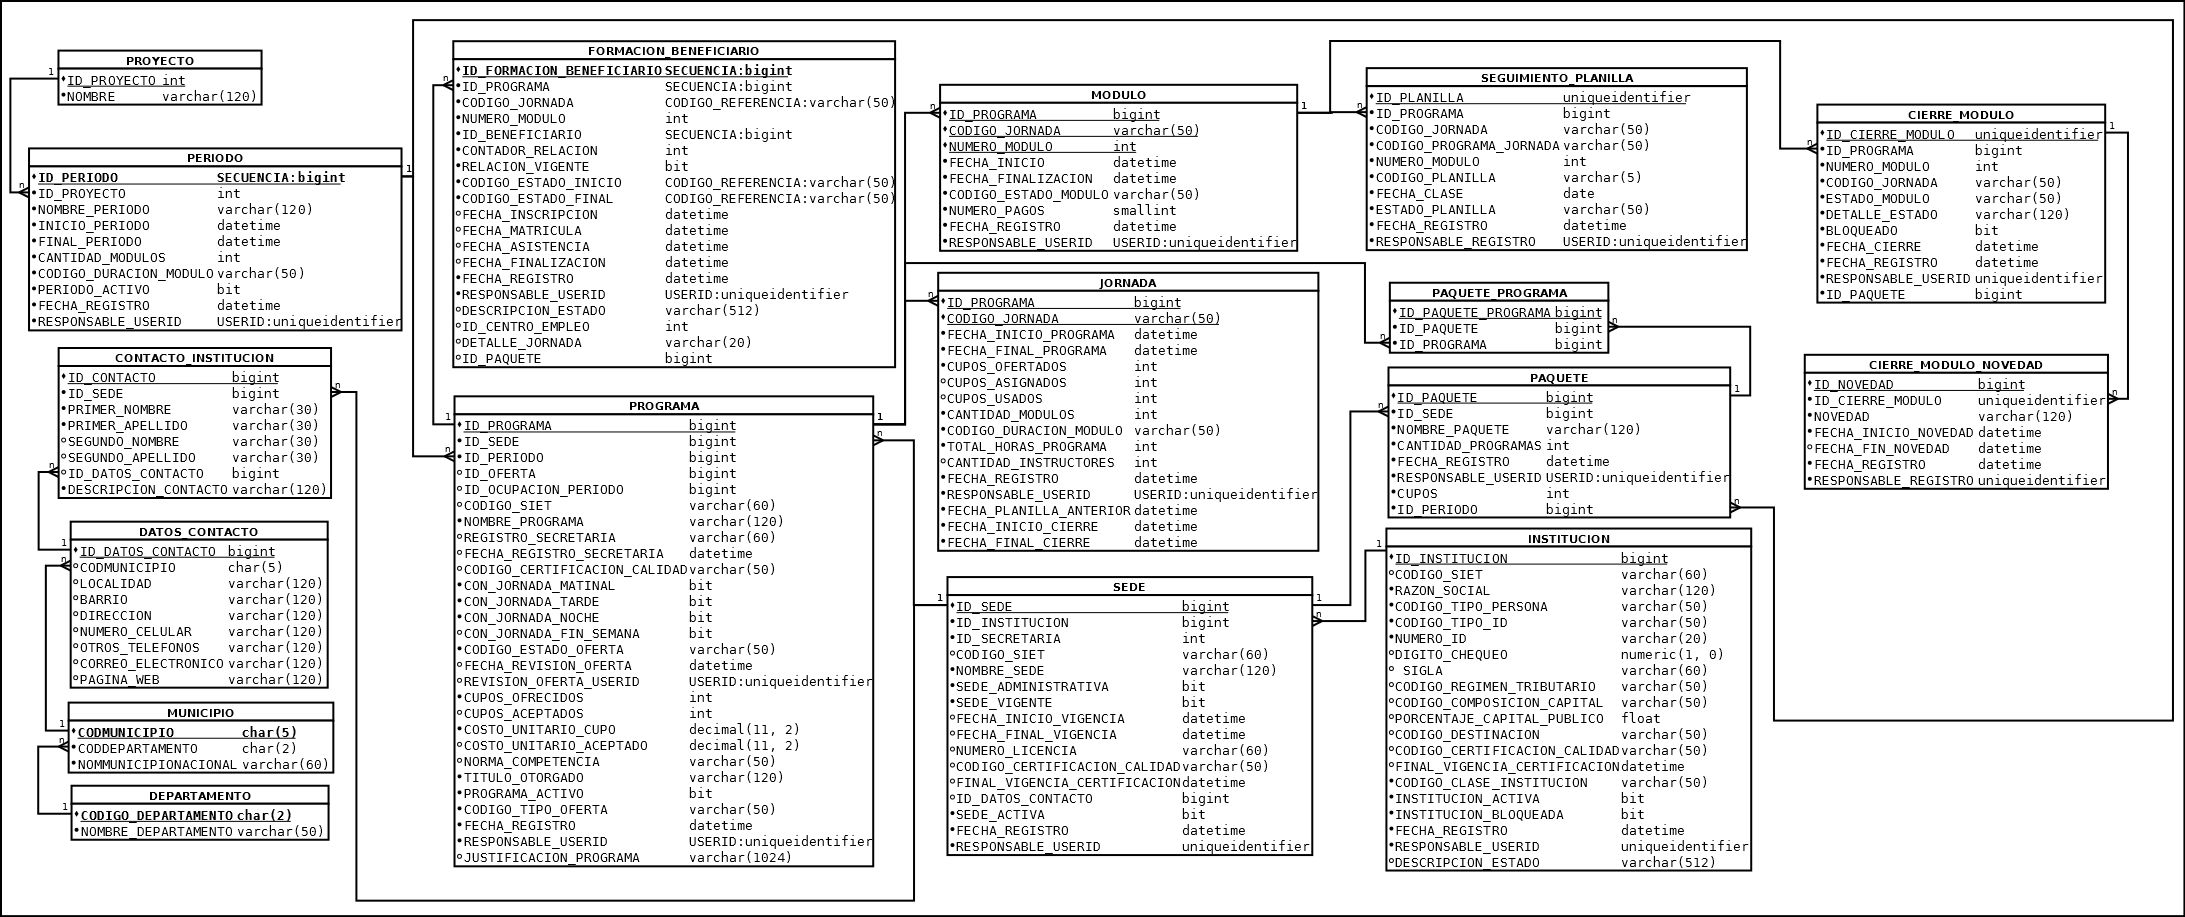 PROYECTO
ID_PROYECTO int
NOMBRE varchar(120)
1
n
PERIODO
ID_PERIODO SECUENCIA:bigint
ID_PROYECTO int
NOMBRE_PERIODO varchar(120)
INICIO_PERIODO datetime
FINAL_PERIODO datetime
CANTIDAD_MODULOS int
CODIGO_DURACION_MODULO varchar(50)
PERIODO_ACTIVO bit
FECHA_REGISTRO datetime
RESPONSABLE_USERID USERID:uniqueidentifier
1
CONTACTO_INSTITUCION
ID_CONTACTO bigint
ID_SEDE bigint
PRIMER_NOMBRE varchar(30)
PRIMER_APELLIDO varchar(30)
SEGUNDO_NOMBRE varchar(30)
SEGUNDO_APELLIDO varchar(30)
ID_DATOS_CONTACTO bigint
DESCRIPCION_CONTACTO varchar(120)
n
n
DATOS_CONTACTO
ID_DATOS_CONTACTO bigint
CODMUNICIPIO char(5)
LOCALIDAD varchar(120)
BARRIO varchar(120)
DIRECCION varchar(120)
NUMERO_CELULAR varchar(120)
OTROS_TELEFONOS varchar(120)
CORREO_ELECTRONICO varchar(120)
PAGINA_WEB varchar(120)
1
n
MUNICIPIO
CODMUNICIPIO char(5)
CODDEPARTAMENTO char(2)
NOMMUNICIPIONACIONAL varchar(60)
1
n
DEPARTAMENTO
CODIGO_DEPARTAMENTO char(2)
NOMBRE_DEPARTAMENTO varchar(50)
1
FORMACION_BENEFICIARIO
ID_FORMACION_BENEFICIARIO SECUENCIA:bigint
ID_PROGRAMA SECUENCIA:bigint
CODIGO_JORNADA CODIGO_REFERENCIA:varchar(50)
NUMERO_MODULO int
ID_BENEFICIARIO SECUENCIA:bigint
CONTADOR_RELACION int
RELACION_VIGENTE bit
CODIGO_ESTADO_INICIO CODIGO_REFERENCIA:varchar(50)
CODIGO_ESTADO_FINAL CODIGO_REFERENCIA:varchar(50)
FECHA_INSCRIPCION datetime
FECHA_MATRICULA datetime
FECHA_ASISTENCIA datetime
FECHA_FINALIZACION datetime
FECHA_REGISTRO datetime
RESPONSABLE_USERID USERID:uniqueidentifier
DESCRIPCION_ESTADO varchar(512)
ID_CENTRO_EMPLEO int
DETALLE_JORNADA varchar(20)
ID_PAQUETE bigint
n
PROGRAMA
ID_PROGRAMA bigint
ID_SEDE bigint
ID_PERIODO bigint
ID_OFERTA bigint
ID_OCUPACION_PERIODO bigint
CODIGO_SIET varchar(60)
NOMBRE_PROGRAMA varchar(120)
REGISTRO_SECRETARIA varchar(60)
FECHA_REGISTRO_SECRETARIA datetime
CODIGO_CERTIFICACION_CALIDAD varchar(50)
CON_JORNADA_MATINAL bit
CON_JORNADA_TARDE bit
CON_JORNADA_NOCHE bit
CON_JORNADA_FIN_SEMANA bit
CODIGO_ESTADO_OFERTA varchar(50)
FECHA_REVISION_OFERTA datetime
REVISION_OFERTA_USERID USERID:uniqueidentifier
CUPOS_OFRECIDOS int
CUPOS_ACEPTADOS int
COSTO_UNITARIO_CUPO decimal(11, 2)
COSTO_UNITARIO_ACEPTADO decimal(11, 2)
NORMA_COMPETENCIA varchar(50)
TITULO_OTORGADO varchar(120)
PROGRAMA_ACTIVO bit
CODIGO_TIPO_OFERTA varchar(50)
FECHA_REGISTRO datetime
RESPONSABLE_USERID USERID:uniqueidentifier
JUSTIFICACION_PROGRAMA varchar(1024)
1
n
1
n
MODULO
ID_PROGRAMA bigint
CODIGO_JORNADA varchar(50)
NUMERO_MODULO int
FECHA_INICIO datetime
FECHA_FINALIZACION datetime
CODIGO_ESTADO_MODULO varchar(50)
NUMERO_PAGOS smallint
FECHA_REGISTRO datetime
RESPONSABLE_USERID USERID:uniqueidentifier
n
1
JORNADA
ID_PROGRAMA bigint
CODIGO_JORNADA varchar(50)
FECHA_INICIO_PROGRAMA datetime
FECHA_FINAL_PROGRAMA datetime
CUPOS_OFERTADOS int
CUPOS_ASIGNADOS int
CUPOS_USADOS int
CANTIDAD_MODULOS int
CODIGO_DURACION_MODULO varchar(50)
TOTAL_HORAS_PROGRAMA int
CANTIDAD_INSTRUCTORES int
FECHA_REGISTRO datetime
RESPONSABLE_USERID USERID:uniqueidentifier
FECHA_PLANILLA_ANTERIOR datetime
FECHA_INICIO_CIERRE datetime
FECHA_FINAL_CIERRE datetime
n
SEDE
ID_SEDE bigint
ID_INSTITUCION bigint
ID_SECRETARIA int
CODIGO_SIET varchar(60)
NOMBRE_SEDE varchar(120)
SEDE_ADMINISTRATIVA bit
SEDE_VIGENTE bit
FECHA_INICIO_VIGENCIA datetime
FECHA_FINAL_VIGENCIA datetime
NUMERO_LICENCIA varchar(60)
CODIGO_CERTIFICACION_CALIDAD varchar(50)
FINAL_VIGENCIA_CERTIFICACION datetime
ID_DATOS_CONTACTO bigint
SEDE_ACTIVA bit
FECHA_REGISTRO datetime
RESPONSABLE_USERID uniqueidentifier
1
1
n
SEGUIMIENTO_PLANILLA
ID_PLANILLA uniqueidentifier
ID_PROGRAMA bigint
CODIGO_JORNADA varchar(50)
CODIGO_PROGRAMA_JORNADA varchar(50)
NUMERO_MODULO int
CODIGO_PLANILLA varchar(5)
FECHA_CLASE date
ESTADO_PLANILLA varchar(50)
FECHA_REGISTRO datetime
RESPONSABLE_REGISTRO USERID:uniqueidentifier
n
PAQUETE_PROGRAMA
ID_PAQUETE_PROGRAMA bigint
ID_PAQUETE bigint
ID_PROGRAMA bigint
n
n
PAQUETE
ID_PAQUETE bigint
ID_SEDE bigint
NOMBRE_PAQUETE varchar(120)
CANTIDAD_PROGRAMAS int
FECHA_REGISTRO datetime
RESPONSABLE_USERID USERID:uniqueidentifier
CUPOS int
ID_PERIODO bigint
1
n
n
INSTITUCION
ID_INSTITUCION bigint
CODIGO_SIET varchar(60)
RAZON_SOCIAL varchar(120)
CODIGO_TIPO_PERSONA varchar(50)
CODIGO_TIPO_ID varchar(50)
NUMERO_ID varchar(20)
DIGITO_CHEQUEO numeric(1, 0)
SIGLA varchar(60)
CODIGO_REGIMEN_TRIBUTARIO varchar(50)
CODIGO_COMPOSICION_CAPITAL varchar(50)
PORCENTAJE_CAPITAL_PUBLICO float
CODIGO_DESTINACION varchar(50)
CODIGO_CERTIFICACION_CALIDAD varchar(50)
FINAL_VIGENCIA_CERTIFICACION datetime
CODIGO_CLASE_INSTITUCION varchar(50)
INSTITUCION_ACTIVA bit
INSTITUCION_BLOQUEADA bit
FECHA_REGISTRO datetime
RESPONSABLE_USERID uniqueidentifier
DESCRIPCION_ESTADO varchar(512)
1
CIERRE_MODULO
ID_CIERRE_MODULO uniqueidentifier
ID_PROGRAMA bigint
NUMERO_MODULO int
CODIGO_JORNADA varchar(50)
ESTADO_MODULO varchar(50)
DETALLE_ESTADO varchar(120)
BLOQUEADO bit
FECHA_CIERRE datetime
FECHA_REGISTRO datetime
RESPONSABLE_USERID uniqueidentifier
ID_PAQUETE bigint
n
1
CIERRE_MODULO_NOVEDAD
ID_NOVEDAD bigint
ID_CIERRE_MODULO uniqueidentifier
NOVEDAD varchar(120)
FECHA_INICIO_NOVEDAD datetime
FECHA_FIN_NOVEDAD datetime
FECHA_REGISTRO datetime
RESPONSABLE_REGISTRO uniqueidentifier
n